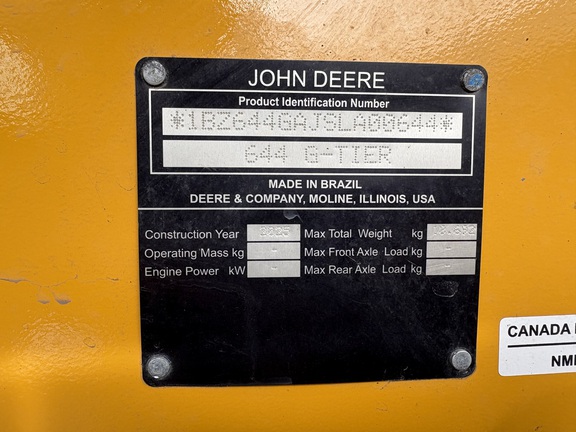 JOHN DEERE
Product Identification Number
*1BZ644GAJSLA00644*
644 G-TIER
MADE IN BRAZIL
DEERE & COMPANY, MOLINE, ILLINOIS, USA
Construction Year 2025 Max Total Weight kg
Operating Mass kg - Max Front Axle Load kg -
Engine Power kW - Max Rear Axle Load kg -
CANADA